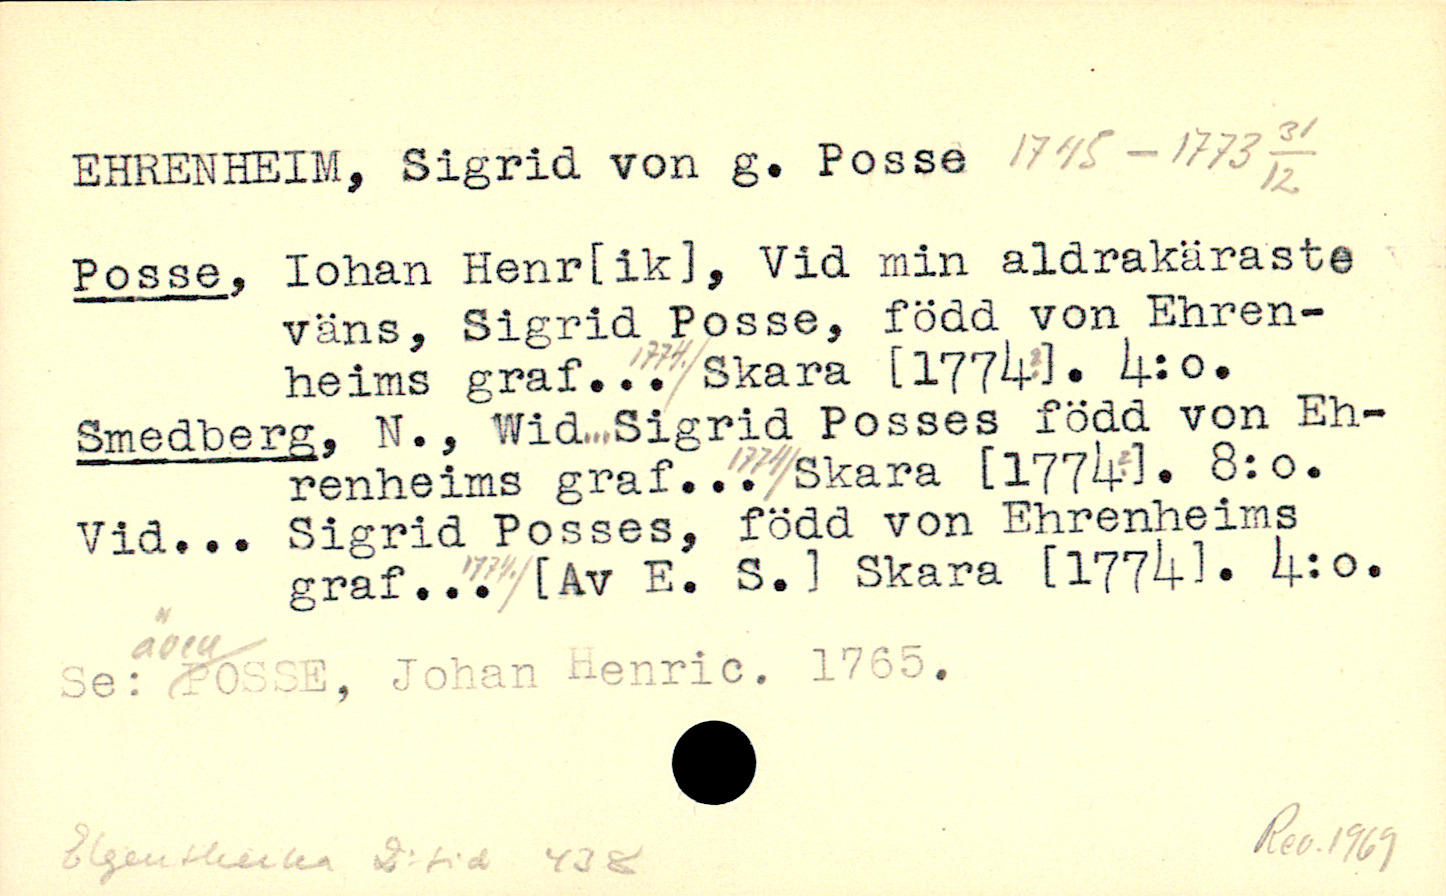 EHRENHEIM, Sigrid von g. Posse 1745 - 1773 31/12
Posse, Iohan Henr[ik], Vid min aldrakäraste
väns, Sigrid Posse, född von Ehren-
heims graf... 1774./ Skara [1774?]. 4:o.
Smedberg, N., Wid...Sigrid Posses född von Eh-
renheims graf... 1774/ Skara [1774?]. 8:o.
Vid... Sigrid Posses, född von Ehrenheims
graf... 1774./ [Av E. S.] Skara [1774]. 4:o.
Se: även POSSE, Johan Henric. 1765.
438
Rev. 1969